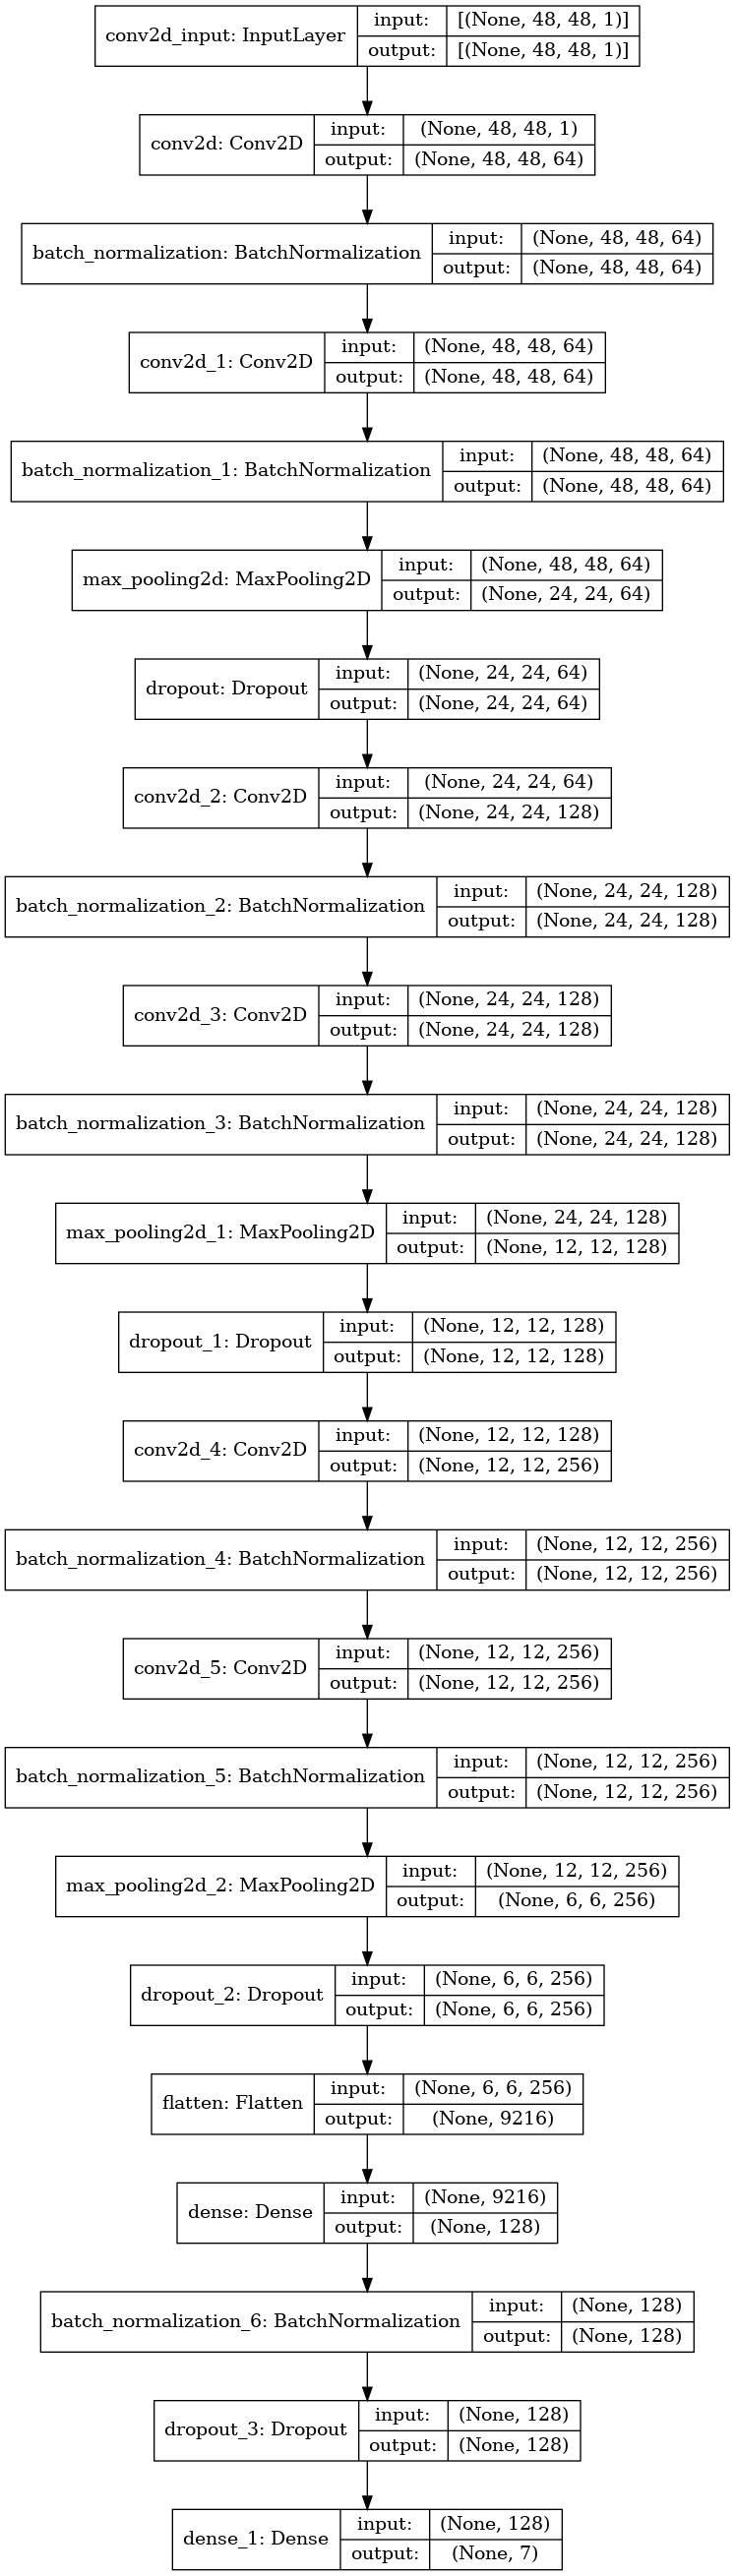 conv2d_input: InputLayer input: [(None, 48, 48, 1)]
output: [(None, 48, 48, 1)]
conv2d: Conv2D input: (None, 48, 48, 1)
output: (None, 48, 48, 64)
batch_normalization: BatchNormalization input: (None, 48, 48, 64)
output: (None, 48, 48, 64)
conv2d_1: Conv2D input: (None, 48, 48, 64)
output: (None, 48, 48, 64)
batch_normalization_1: BatchNormalization input: (None, 48, 48, 64)
output: (None, 48, 48, 64)
max_pooling2d: MaxPooling2D input: (None, 48, 48, 64)
output: (None, 24, 24, 64)
dropout: Dropout input: (None, 24, 24, 64)
output: (None, 24, 24, 64)
conv2d_2: Conv2D input: (None, 24, 24, 64)
output: (None, 24, 24, 128)
batch_normalization_2: BatchNormalization input: (None, 24, 24, 128)
output: (None, 24, 24, 128)
conv2d_3: Conv2D input: (None, 24, 24, 128)
output: (None, 24, 24, 128)
batch_normalization_3: BatchNormalization input: (None, 24, 24, 128)
output: (None, 24, 24, 128)
max_pooling2d_1: MaxPooling2D input: (None, 24, 24, 128)
output: (None, 12, 12, 128)
dropout_1: Dropout input: (None, 12, 12, 128)
output: (None, 12, 12, 128)
conv2d_4: Conv2D input: (None, 12, 12, 128)
output: (None, 12, 12, 256)
batch_normalization_4: BatchNormalization input: (None, 12, 12, 256)
output: (None, 12, 12, 256)
conv2d_5: Conv2D input: (None, 12, 12, 256)
output: (None, 12, 12, 256)
batch_normalization_5: BatchNormalization input: (None, 12, 12, 256)
output: (None, 12, 12, 256)
max_pooling2d_2: MaxPooling2D input: (None, 12, 12, 256)
output: (None, 6, 6, 256)
dropout_2: Dropout input: (None, 6, 6, 256)
output: (None, 6, 6, 256)
flatten: Flatten input: (None, 6, 6, 256)
output: (None, 9216)
dense: Dense input: (None, 9216)
output: (None, 128)
batch_normalization_6: BatchNormalization input: (None, 128)
output: (None, 128)
dropout_3: Dropout input: (None, 128)
output: (None, 128)
dense_1: Dense input: (None, 128)
output: (None, 7)